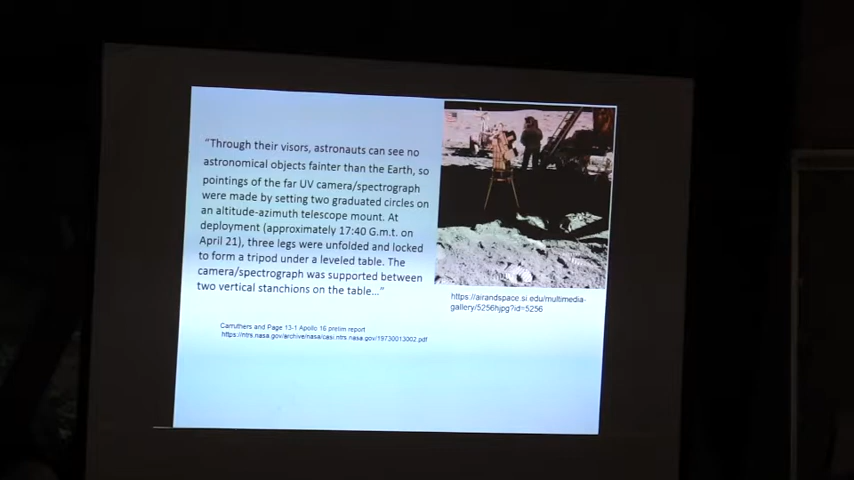 "Through their visors, astronauts can see no
astronomical objects fainter than the Earth, so
pointings of the far UV camera/spectrograph
were made by setting two graduated circles on
an altitude-azimuth telescope mount. At
deployment (approximately 17:40 G.m.t. on
April 21), three legs were unfolded and locked
to form a tripod under a leveled table. The
camera/spectrograph was supported between
two vertical stanchions on the table..."
https://airandspace.si.edu/multimedia-
gallery/5256hjpg?id=5256
Carruthers and Page 13-1 Apollo 16 prelim report
https://ntrs.nasa.gov/archive/nasa/casi.ntrs.nasa.gov/19730013002.pdf